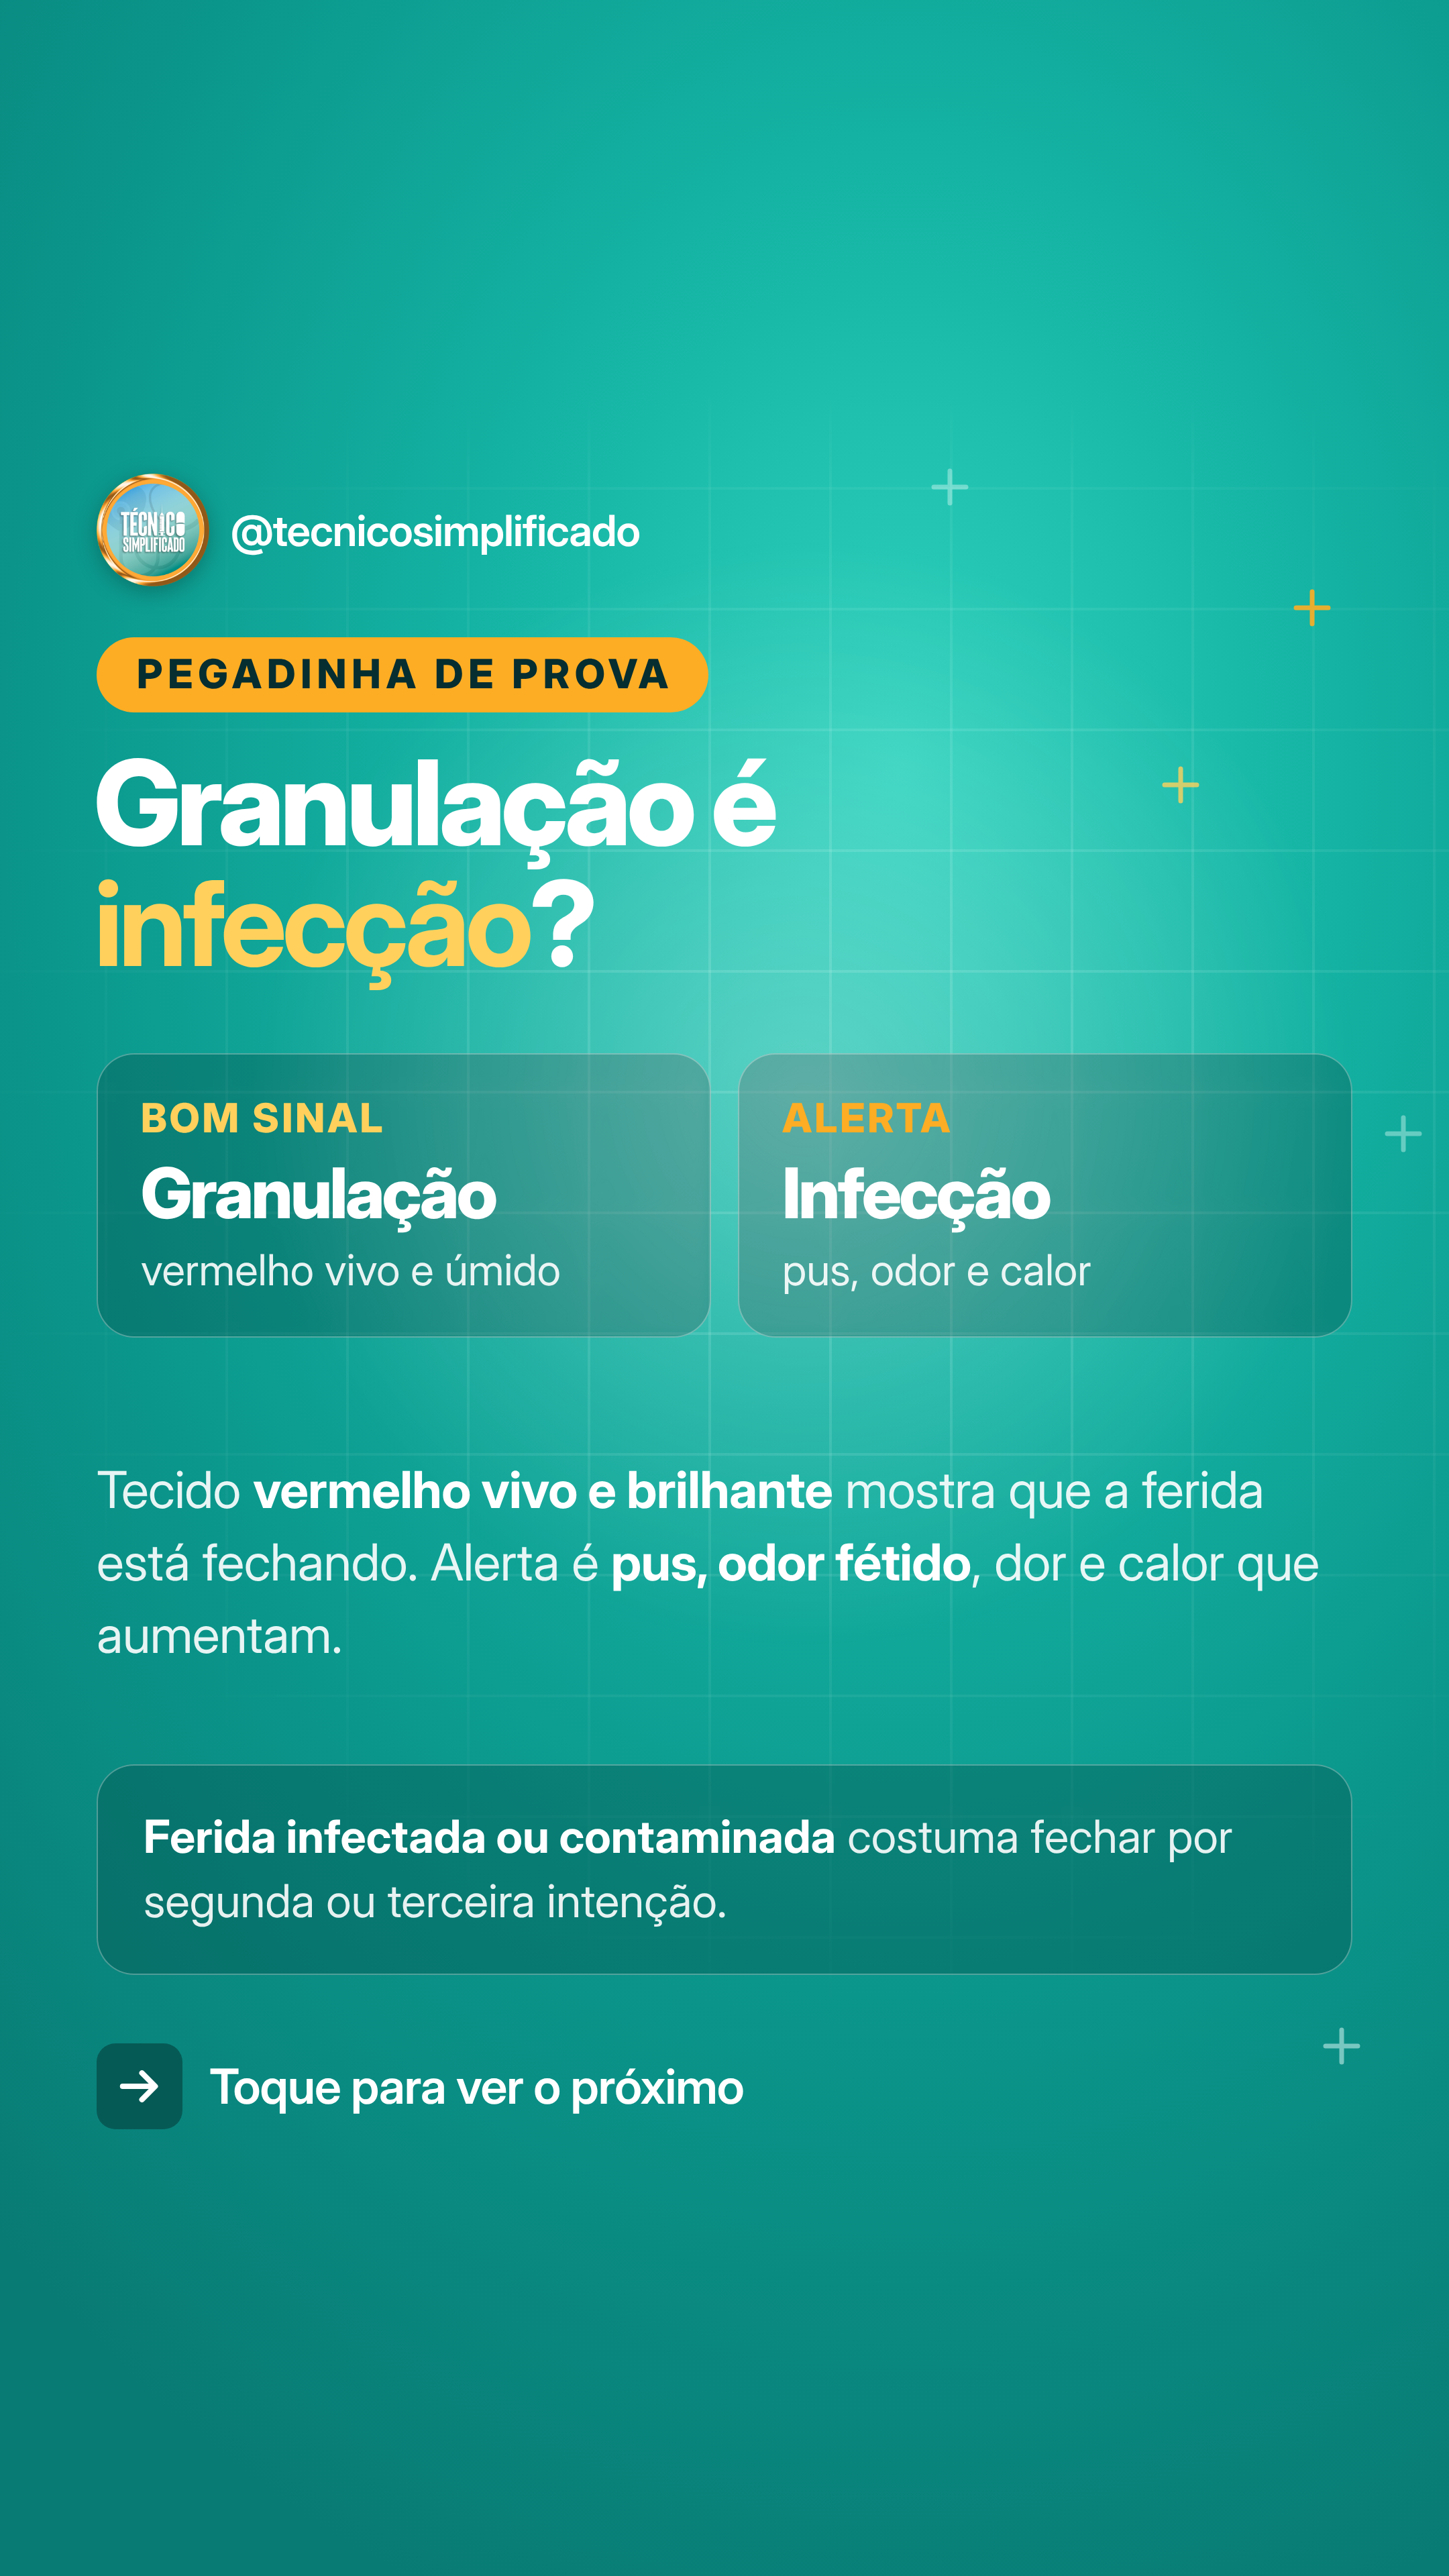 TÉCNICO
SIMPLIFICADO
@tecnicosimplificado
PEGADINHA DE PROVA
Granulação é
infecção?
BOM SINAL
Granulação
vermelho vivo e úmido
ALERTA
Infecção
pus, odor e calor
Tecido vermelho vivo e brilhante mostra que a ferida
está fechando. Alerta é pus, odor fétido, dor e calor que
aumentam.
Ferida infectada ou contaminada costuma fechar por
segunda ou terceira intenção.
Toque para ver o próximo